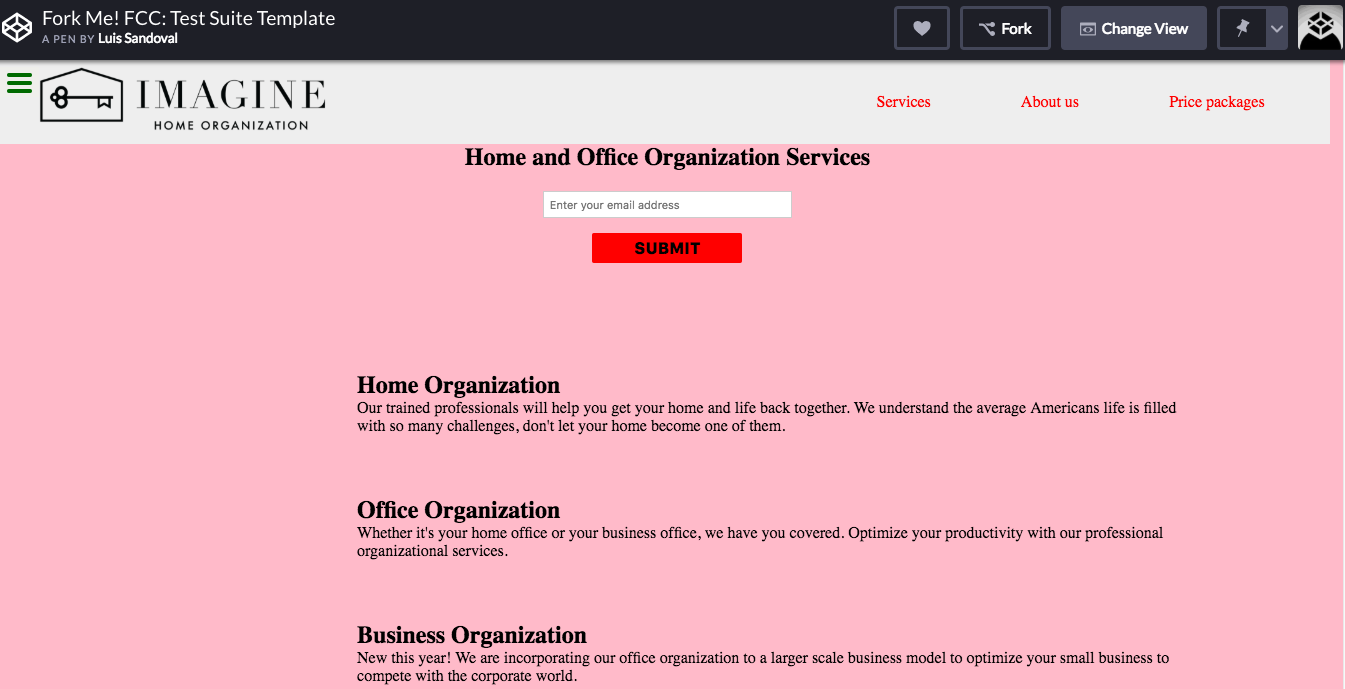 Fork Me! FCC: Test Suite Template
A PEN BY Luis Sandoval
Fork
Change View
IMAGINE
HOME ORGANIZATION
Services
About us
Price packages
Home and Office Organization Services
Enter your email address
SUBMIT
Home Organization
Our trained professionals will help you get your home and life back together. We understand the average Americans life is filled
with so many challenges, don't let your home become one of them.
Office Organization
Whether it's your home office or your business office, we have you covered. Optimize your productivity with our professional
organizational services.
Business Organization
New this year! We are incorporating our office organization to a larger scale business model to optimize your small business to
compete with the corporate world.